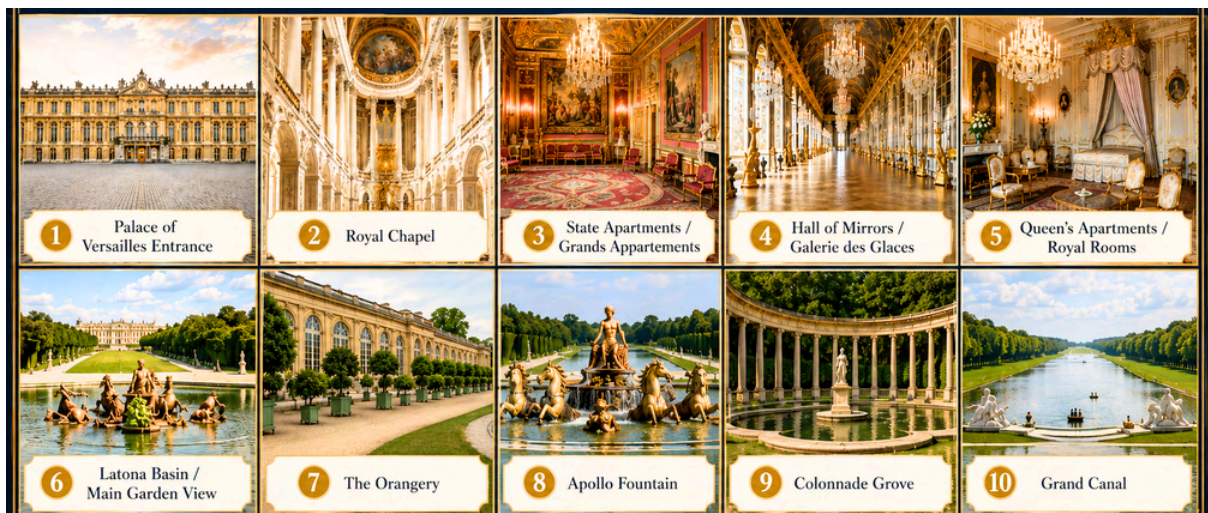 1
Palace of
Versailles Entrance
2
Royal Chapel
3
State Apartments /
Grands Appartements
4
Hall of Mirrors /
Galerie des Glaces
5
Queen's Apartments /
Royal Rooms
6
Latona Basin /
Main Garden View
7
The Orangery
8
Apollo Fountain
9
Colonnade Grove
10
Grand Canal